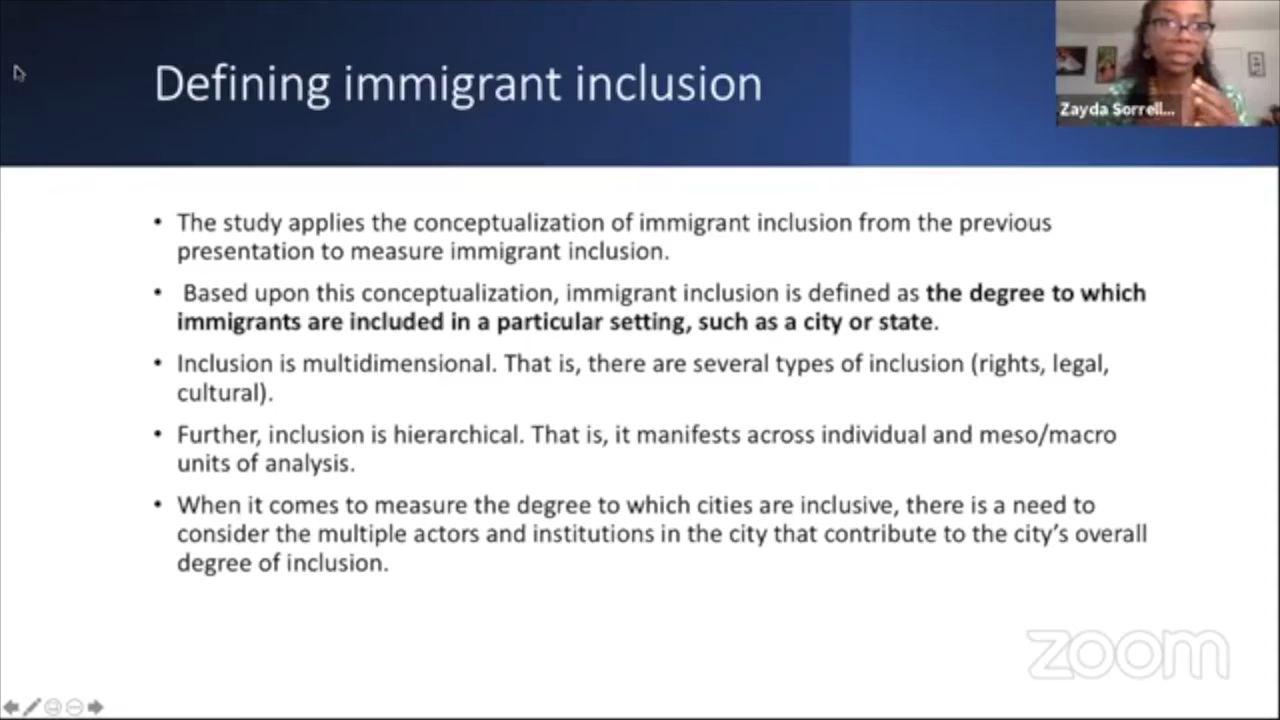 Defining immigrant inclusion
Zayda Sorrell...
• The study applies the conceptualization of immigrant inclusion from the previous
presentation to measure immigrant inclusion.
• Based upon this conceptualization, immigrant inclusion is defined as the degree to which
immigrants are included in a particular setting, such as a city or state.
• Inclusion is multidimensional. That is, there are several types of inclusion (rights, legal,
cultural).
• Further, inclusion is hierarchical. That is, it manifests across individual and meso/macro
units of analysis.
• When it comes to measure the degree to which cities are inclusive, there is a need to
consider the multiple actors and institutions in the city that contribute to the city’s overall
degree of inclusion.
zoom